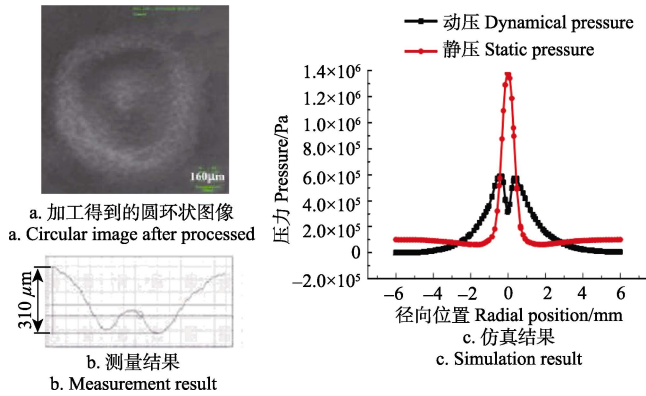 160μm
a. 加工得到的圆环状图像
a. Circular image after processed
310 μm
b. 测量结果
b. Measurement result
动压 Dynamical pressure
静压 Static pressure
1.4×10⁶
1.2×10⁶
1.0×10⁶
8.0×10⁵
6.0×10⁵
4.0×10⁵
2.0×10⁵
0
−2.0×10⁵
压力 Pressure/Pa
−6 −4 −2 0 2 4 6
径向位置 Radial position/mm
c. 仿真结果
c. Simulation result